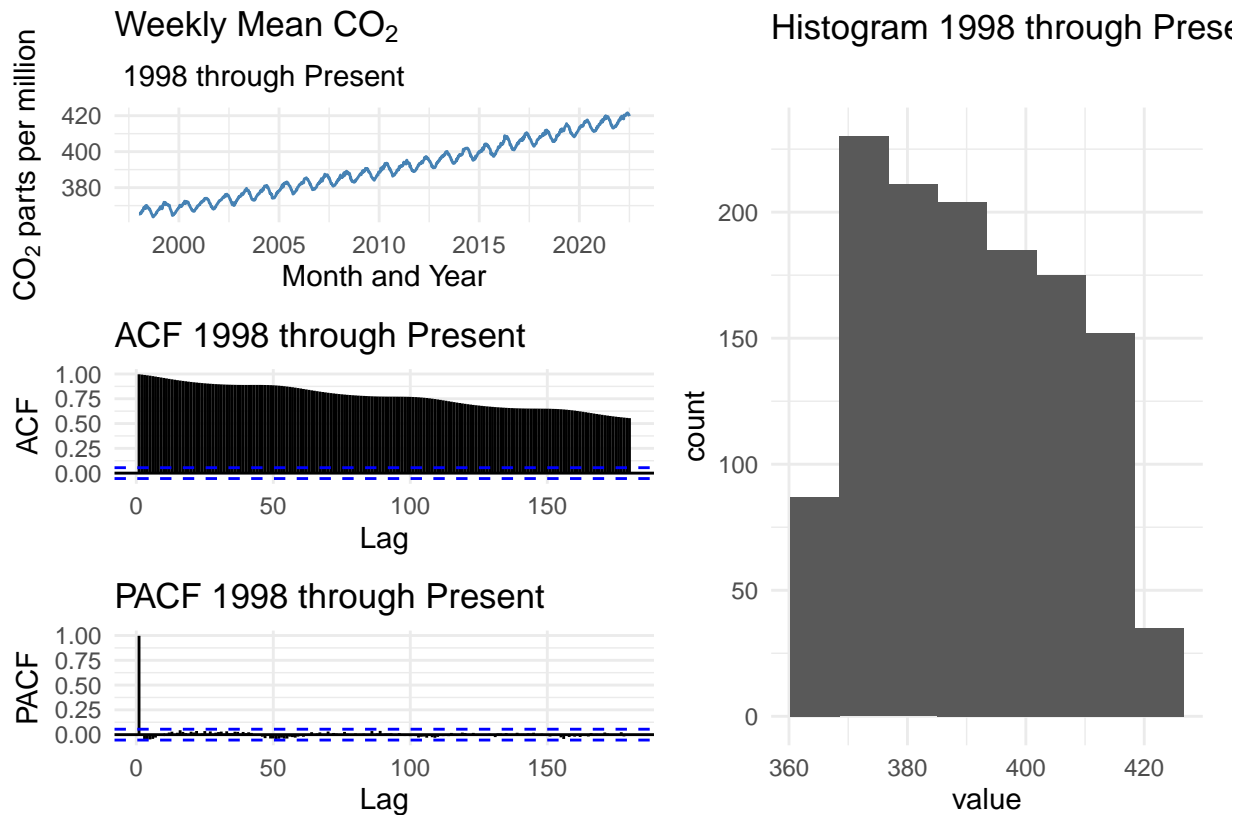 Weekly Mean CO₂
1998 through Present
CO₂ parts per million
420
400
380
2000 2005 2010 2015 2020
Month and Year
ACF 1998 through Present
ACF
1.00
0.75
0.50
0.25
0.00
0 50 100 150
Lag
PACF 1998 through Present
PACF
1.00
0.75
0.50
0.25
0.00
0 50 100 150
Lag
Histogram 1998 through Prese
count
200
150
100
50
0
360 380 400 420
value